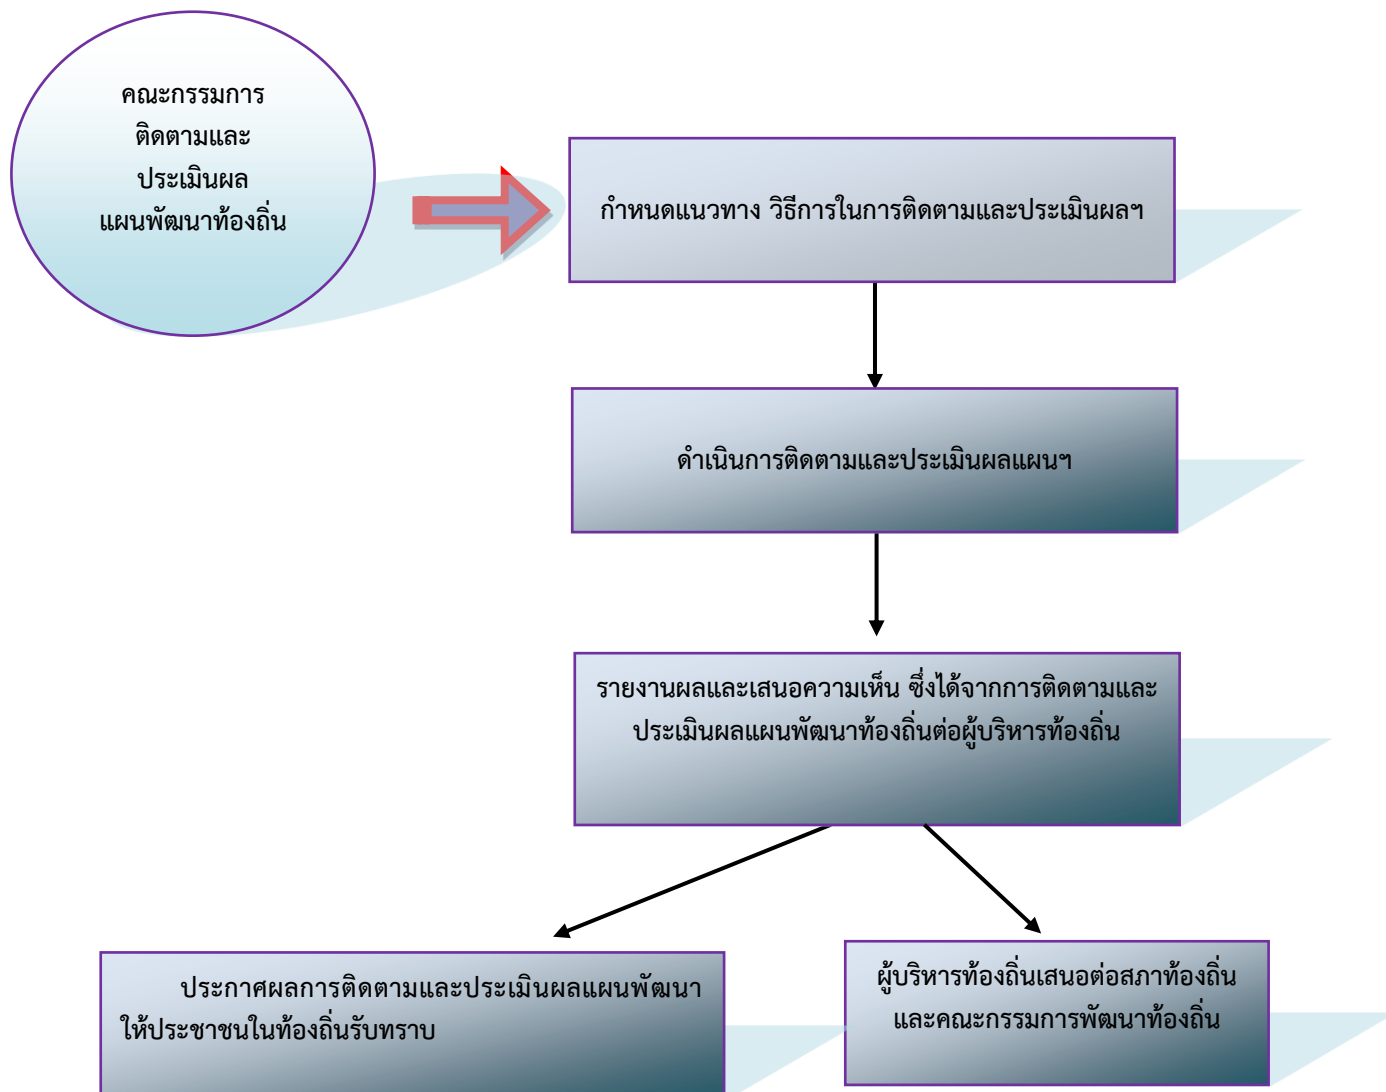 คณะกรรมการ
ติดตามและ
ประเมินผล
แผนพัฒนาท้องถิ่น
กำหนดแนวทาง วิธีการในการติดตามและประเมินผลฯ
ดำเนินการติดตามและประเมินผลแผนฯ
รายงานผลและเสนอความเห็น ซึ่งได้จากการติดตามและ
ประเมินผลแผนพัฒนาท้องถิ่นต่อผู้บริหารท้องถิ่น
ประกาศผลการติดตามและประเมินผลแผนพัฒนา
ให้ประชาชนในท้องถิ่นรับทราบ
ผู้บริหารท้องถิ่นเสนอต่อสภาท้องถิ่น
และคณะกรรมการพัฒนาท้องถิ่น